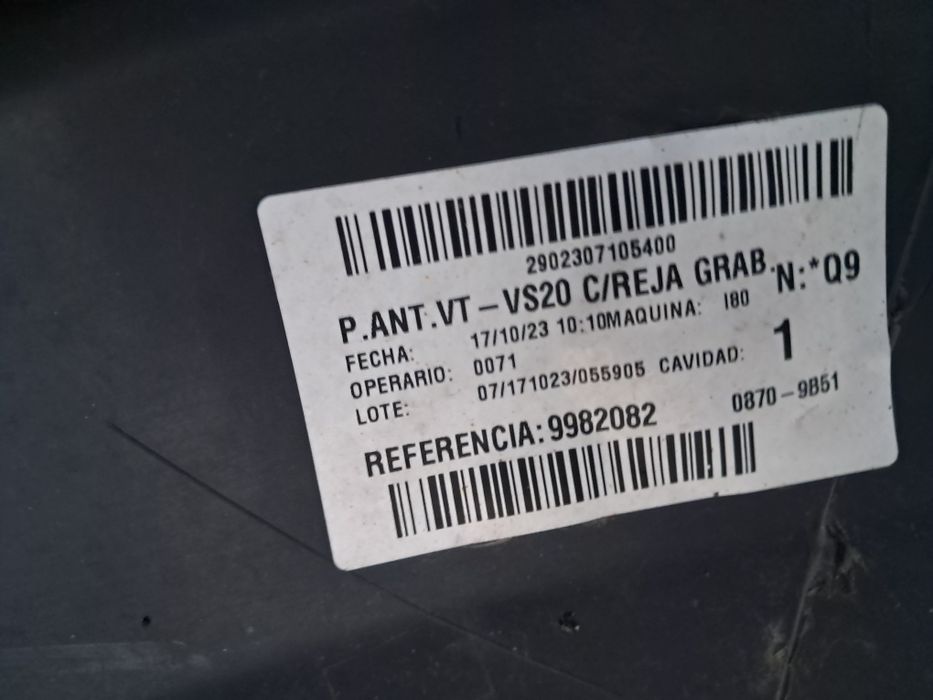 2902307105400
P.ANT.VT-VS20 C/REJA GRAB. N:*Q9
FECHA: 17/10/23 10:10MAQUINA: I80
OPERARIO: 0071
LOTE: 07/171023/055905 CAVIDAD: 1
REFERENCIA:9982082 0870-9B51